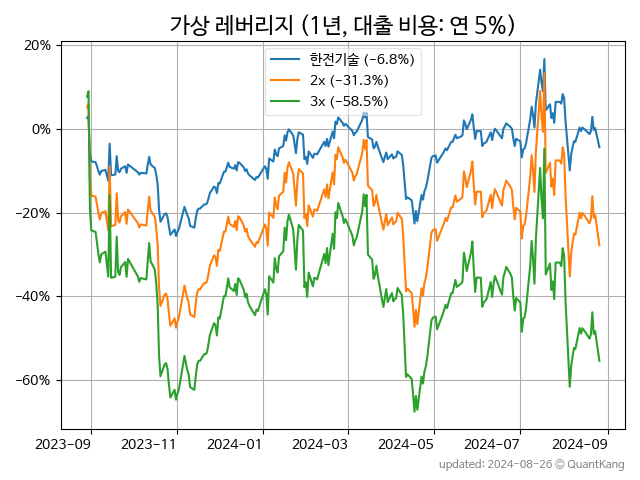 가상 레버리지 (1년, 대출 비용: 연 5%)
한전기술 (−6.8%)
2x (−31.3%)
3x (−58.5%)
20%
0%
−20%
−40%
−60%
2023-09 2023-11 2024-01 2024-03 2024-05 2024-07 2024-09
updated: 2024-08-26 © QuantKang